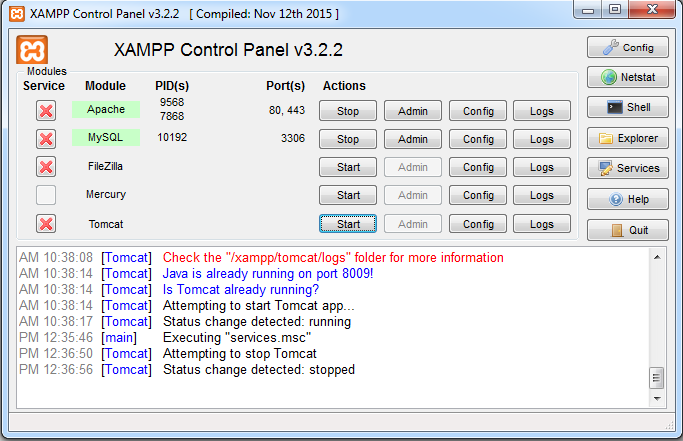 XAMPP Control Panel v3.2.2 [ Compiled: Nov 12th 2015 ]
XAMPP Control Panel v3.2.2
Config
Modules
Service Module PID(s) Port(s) Actions
Netstat
Apache 9568 7868 80, 443 Stop Admin Config Logs
Shell
MySQL 10192 3306 Stop Admin Config Logs
Explorer
FileZilla Start Admin Config Logs
Services
Mercury Start Admin Config Logs
Help
Tomcat Start Admin Config Logs
Quit
AM 10:38:08 [Tomcat] Check the "/xampp/tomcat/logs" folder for more information
AM 10:38:14 [Tomcat] Java is already running on port 8009!
AM 10:38:14 [Tomcat] Is Tomcat already running?
AM 10:38:14 [Tomcat] Attempting to start Tomcat app...
AM 10:38:17 [Tomcat] Status change detected: running
PM 12:35:46 [main] Executing "services.msc"
PM 12:36:50 [Tomcat] Attempting to stop Tomcat
PM 12:36:56 [Tomcat] Status change detected: stopped